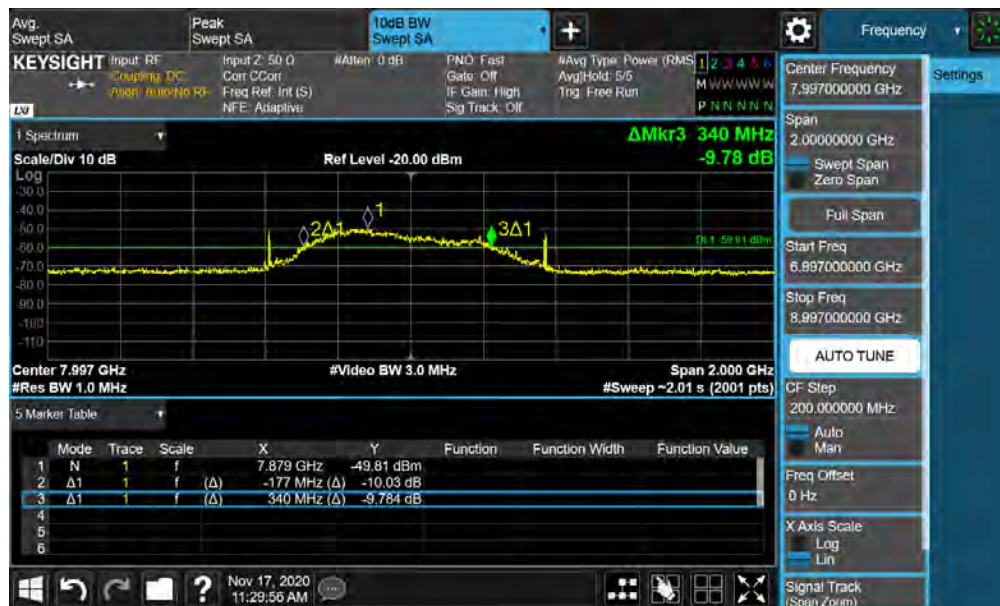 Avg.
Swept SA
Peak
Swept SA
10dB BW
Swept SA
Frequency
KEYSIGHT
Input: RF
Coupling: DC
Align: Auto/No RF
Input Z: 50 Ω
Corr CCorr
Freq Ref: Int (S)
NFE: Adaptive
#Atten: 0 dB
PNO: Fast
Gate: Off
IF Gain: High
Sig Track: Off
#Avg Type: Power (RMS
Avg|Hold: 5/5
Trig: Free Run
1 2 3 4 5 6
M W W W W W
P N N N N N
LXI
1 Spectrum
ΔMkr3 340 MHz
-9.78 dB
Scale/Div 10 dB
Ref Level -20.00 dBm
Log
-30.0
-40.0
-50.0
-60.0
-70.0
-80.0
-90.0
-100
-110
1
2Δ1
3Δ1
DL1 -59.81 dBm
Center 7.997 GHz
#Video BW 3.0 MHz
Span 2.000 GHz
#Res BW 1.0 MHz
#Sweep ~2.01 s (2001 pts)
5 Marker Table
Mode Trace Scale X Y Function Function Width Function Value
1 N 1 f 7.879 GHz -49.81 dBm
2 Δ1 1 f (Δ) -177 MHz (Δ) -10.03 dB
3 Δ1 1 f (Δ) 340 MHz (Δ) -9.784 dB
4
5
6
Nov 17, 2020
11:29:56 AM
Center Frequency
7.997000000 GHz
Settings
Span
2.00000000 GHz
Swept Span
Zero Span
Full Span
Start Freq
6.997000000 GHz
Stop Freq
8.997000000 GHz
AUTO TUNE
CF Step
200.000000 MHz
Auto
Man
Freq Offset
0 Hz
X Axis Scale
Log
Lin
Signal Track
(Span Zoom)